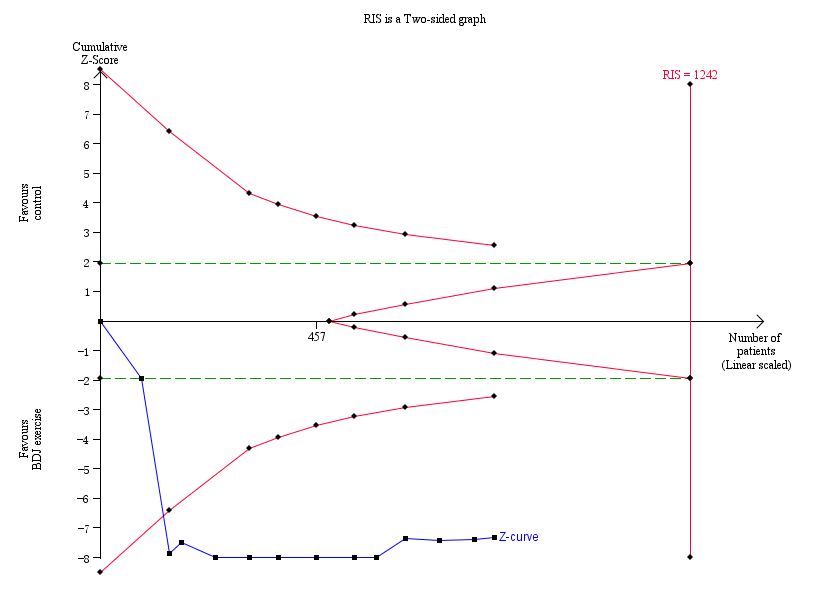 RIS is a Two-sided graph
Cumulative
Z-Score
RIS = 1242
8
7
6
5
4
3
2
1
-1
-2
-3
-4
-5
-6
-7
-8
Favours
control
Favours
BDJ exercise
457
Number of
patients
(Linear scaled)
Z-curve